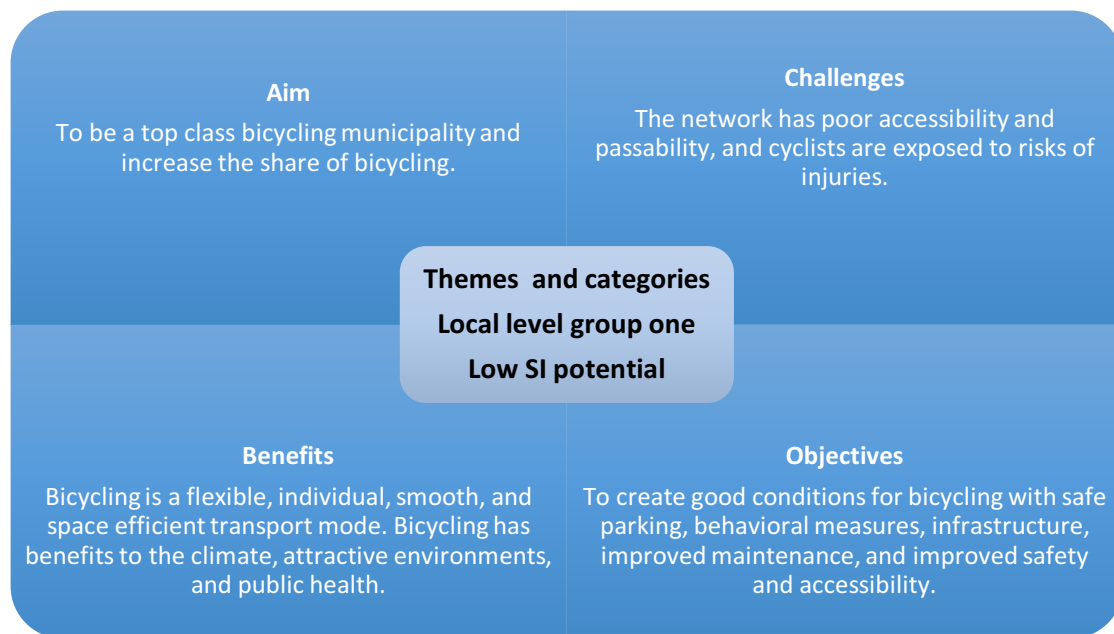 Aim
To be a top class bicycling municipality and
increase the share of bicycling.
Challenges
The network has poor accessibility and
passability, and cyclists are exposed to risks of
injuries.
Themes and categories
Local level group one
Low SI potential
Benefits
Bicycling is a flexible, individual, smooth, and
space efficient transport mode. Bicycling has
benefits to the climate, attractive environments,
and public health.
Objectives
To create good conditions for bicycling with safe
parking, behavioral measures, infrastructure,
improved maintenance, and improved safety
and accessibility.